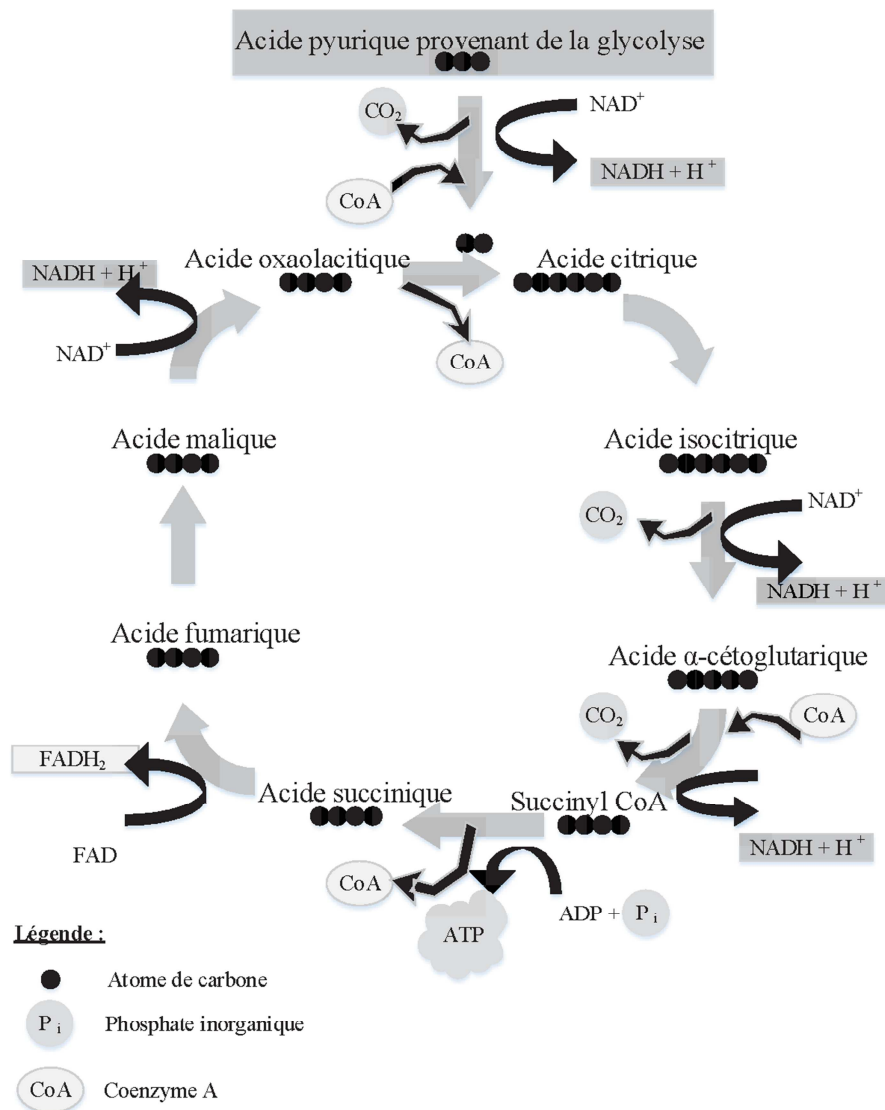 Acide pyurique provenant de la glycolyse
CO₂
NAD⁺
NADH + H⁺
CoA
Acide oxaolacitique
Acide citrique
NADH + H⁺
NAD⁺
CoA
Acide malique
Acide isocitrique
CO₂
NAD⁺
NADH + H⁺
Acide fumarique
Acide α-cétoglutarique
CO₂
CoA
FADH₂
Acide succinique
Succinyl CoA
FAD
NADH + H⁺
CoA
ADP + P i
ATP
Légende :
Atome de carbone
P i Phosphate inorganique
CoA Coenzyme A